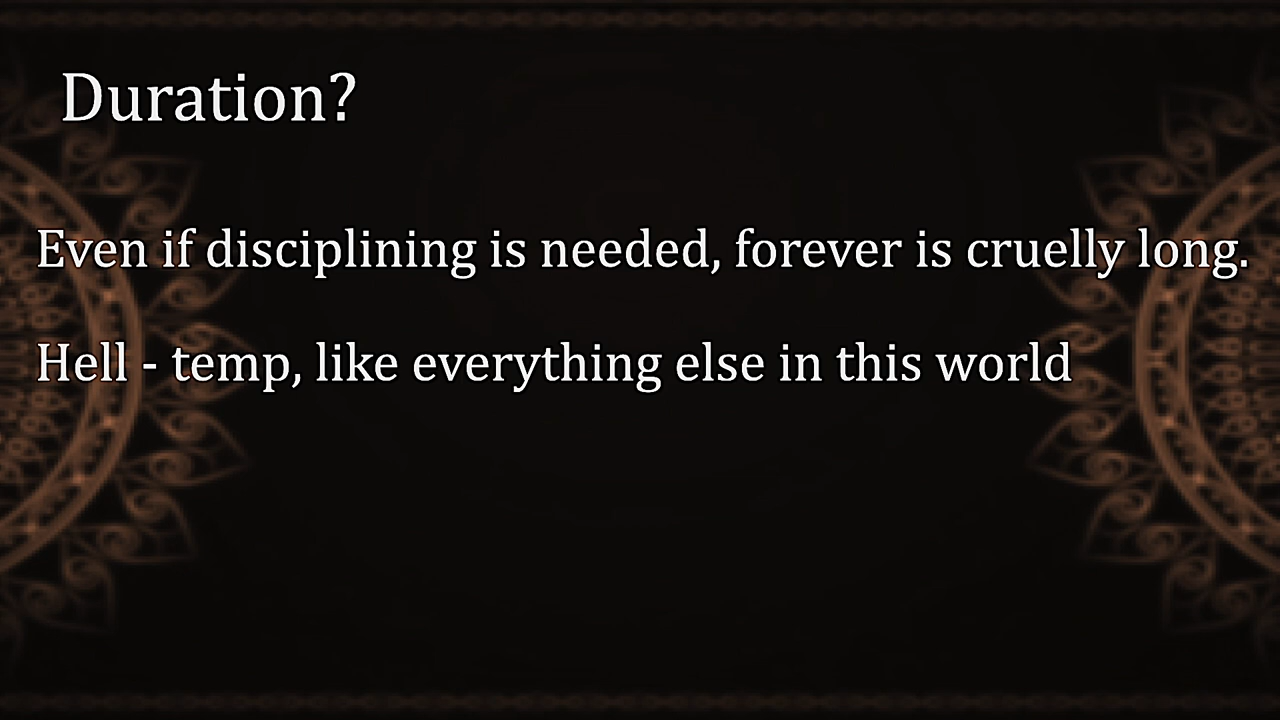 Duration?
Even if disciplining is needed, forever is cruelly long.
Hell - temp, like everything else in this world